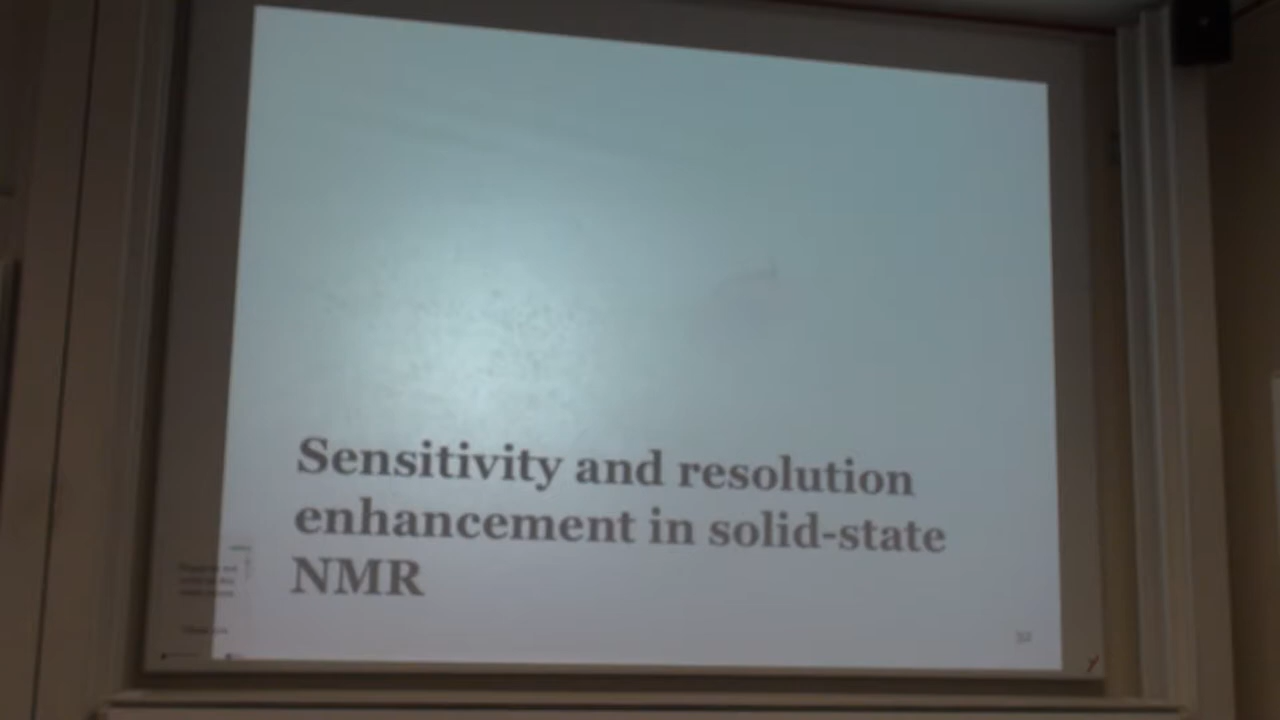 Sensitivity and resolution
enhancement in solid-state
NMR